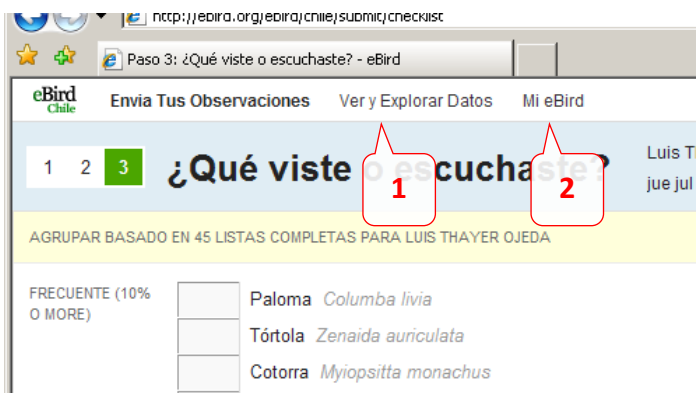 http://ebird.org/ebird/chile/submit/checklist
Paso 3: ¿Qué viste o escuchaste? - eBird
eBird Chile Envia Tus Observaciones Ver y Explorar Datos Mi eBird
1 2 3 ¿Qué viste o escuchaste?
Luis
jue jul
1
2
AGRUPAR BASADO EN 45 LISTAS COMPLETAS PARA LUIS THAYER OJEDA
FRECUENTE (10% O MORE)
Paloma Columba livia
Tórtola Zenaida auriculata
Cotorra Myiopsitta monachus